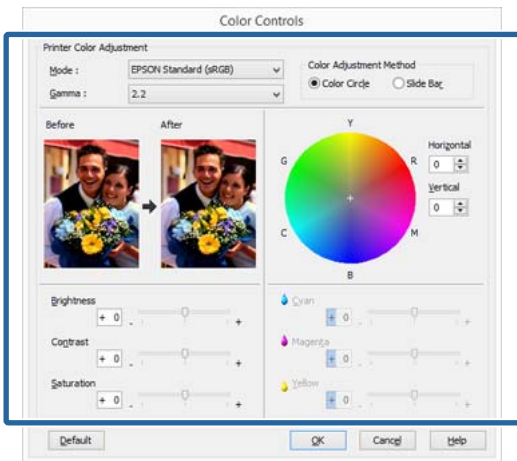 Color Controls
Printer Color Adjustment
Mode : EPSON Standard (sRGB)
Gamma : 2.2
Color Adjustment Method
Color Circle Slide Bar
Before After
Y
G R
C M
B
Horizontal
0
Vertical
0
Brightness
+ 0 - +
Contrast
+ 0 - +
Saturation
+ 0 - +
Cyan
+ 0 - +
Magenta
+ 0 - +
Yellow
+ 0 - +
Default OK Cancel Help